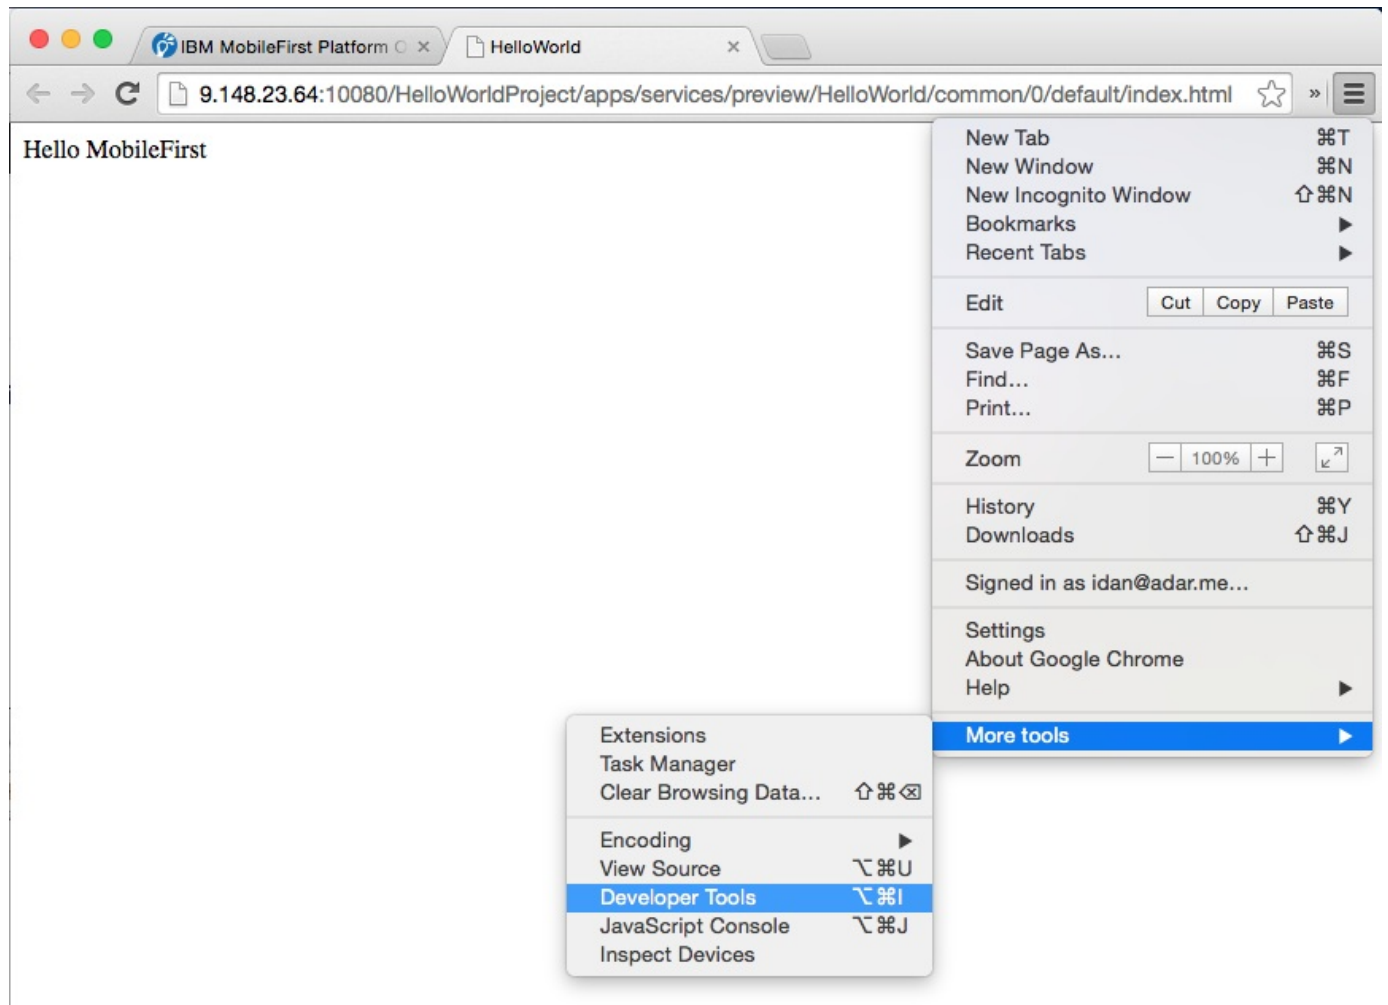 IBM MobileFirst Platform O
HelloWorld
9.148.23.64:10080/HelloWorldProject/apps/services/preview/HelloWorld/common/0/default/index.html
Hello MobileFirst
New Tab ⌘T
New Window ⌘N
New Incognito Window ⇧⌘N
Bookmarks ▶
Recent Tabs ▶
Edit Cut Copy Paste
Save Page As... ⌘S
Find... ⌘F
Print... ⌘P
Zoom — 100% +
History ⌘Y
Downloads ⇧⌘J
Signed in as idan@adar.me...
Settings
About Google Chrome
Help ▶
More tools ▶
Extensions
Task Manager
Clear Browsing Data... ⇧⌘⌫
Encoding ▶
View Source ⌥⌘U
Developer Tools ⌥⌘I
JavaScript Console ⌥⌘J
Inspect Devices